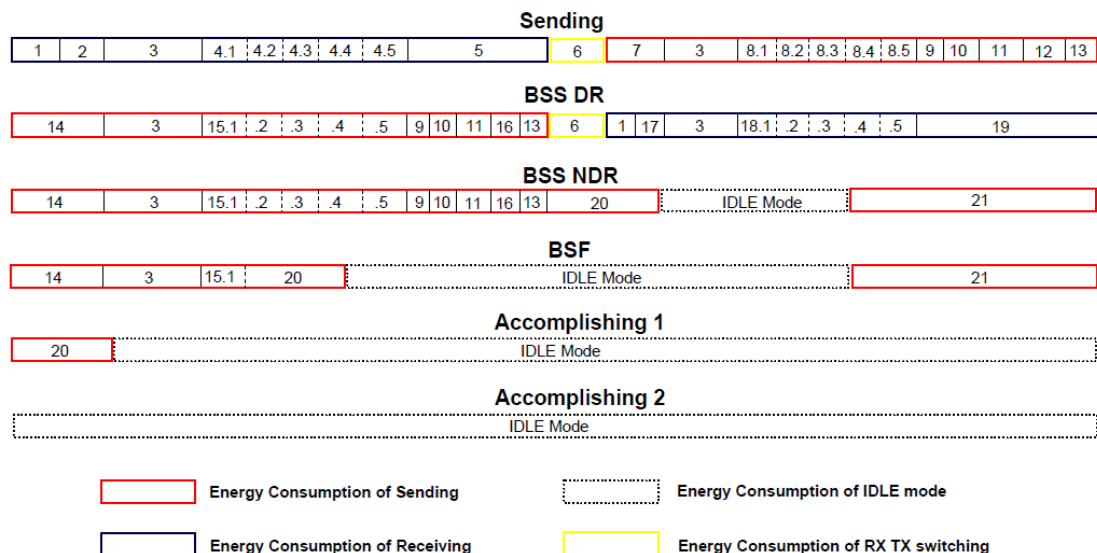 Sending
1 2 3 4.1 4.2 4.3 4.4 4.5 5 6 7 3 8.1 8.2 8.3 8.4 8.5 9 10 11 12 13
BSS DR
14 3 15.1 .2 .3 .4 .5 9 10 11 16 13 6 1 17 3 18.1 .2 .3 .4 .5 19
BSS NDR
14 3 15.1 .2 .3 .4 .5 9 10 11 16 13 20 IDLE Mode 21
BSF
14 3 15.1 20 IDLE Mode 21
Accomplishing 1
20 IDLE Mode
Accomplishing 2
IDLE Mode
Energy Consumption of Sending Energy Consumption of IDLE mode
Energy Consumption of Receiving Energy Consumption of RX TX switching